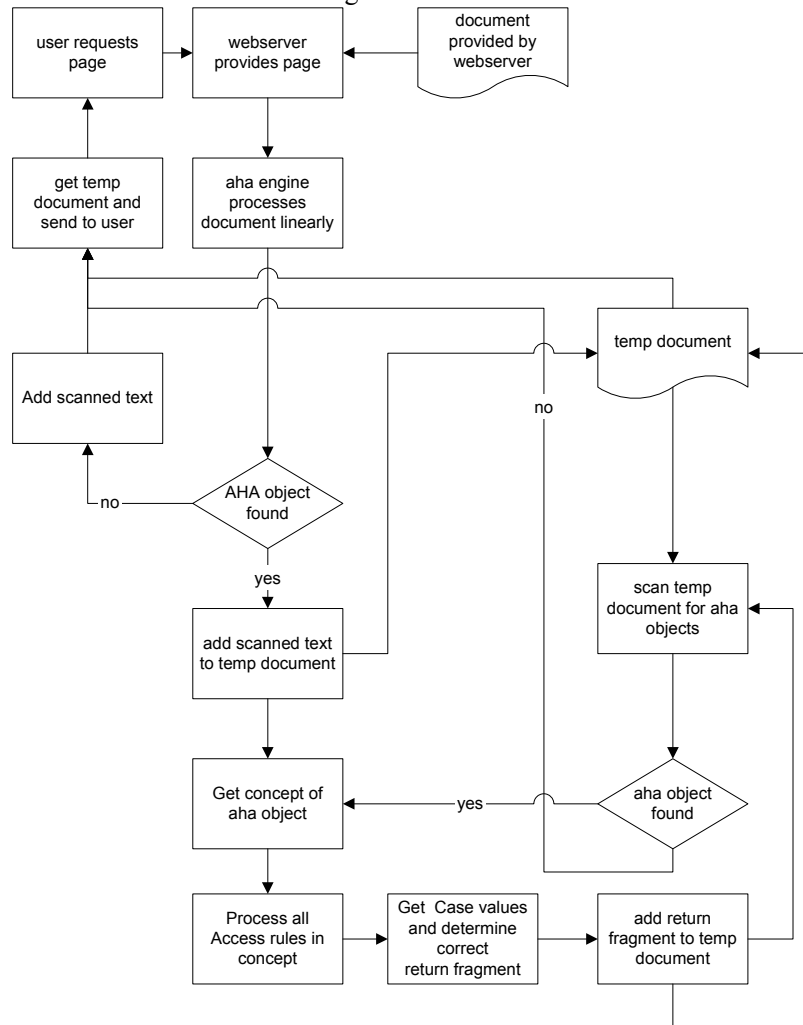 user requests
page
webserver
provides page
document
provided by
webserver
get temp
document and
send to user
aha engine
processes
document linearly
temp document
Add scanned text
no
no
AHA object
found
yes
scan temp
document for aha
objects
add scanned text
to temp document
Get concept of
aha object
yes
aha object
found
Process all
Access rules in
concept
Get Case values
and determine
correct
return fragment
add return
fragment to temp
document